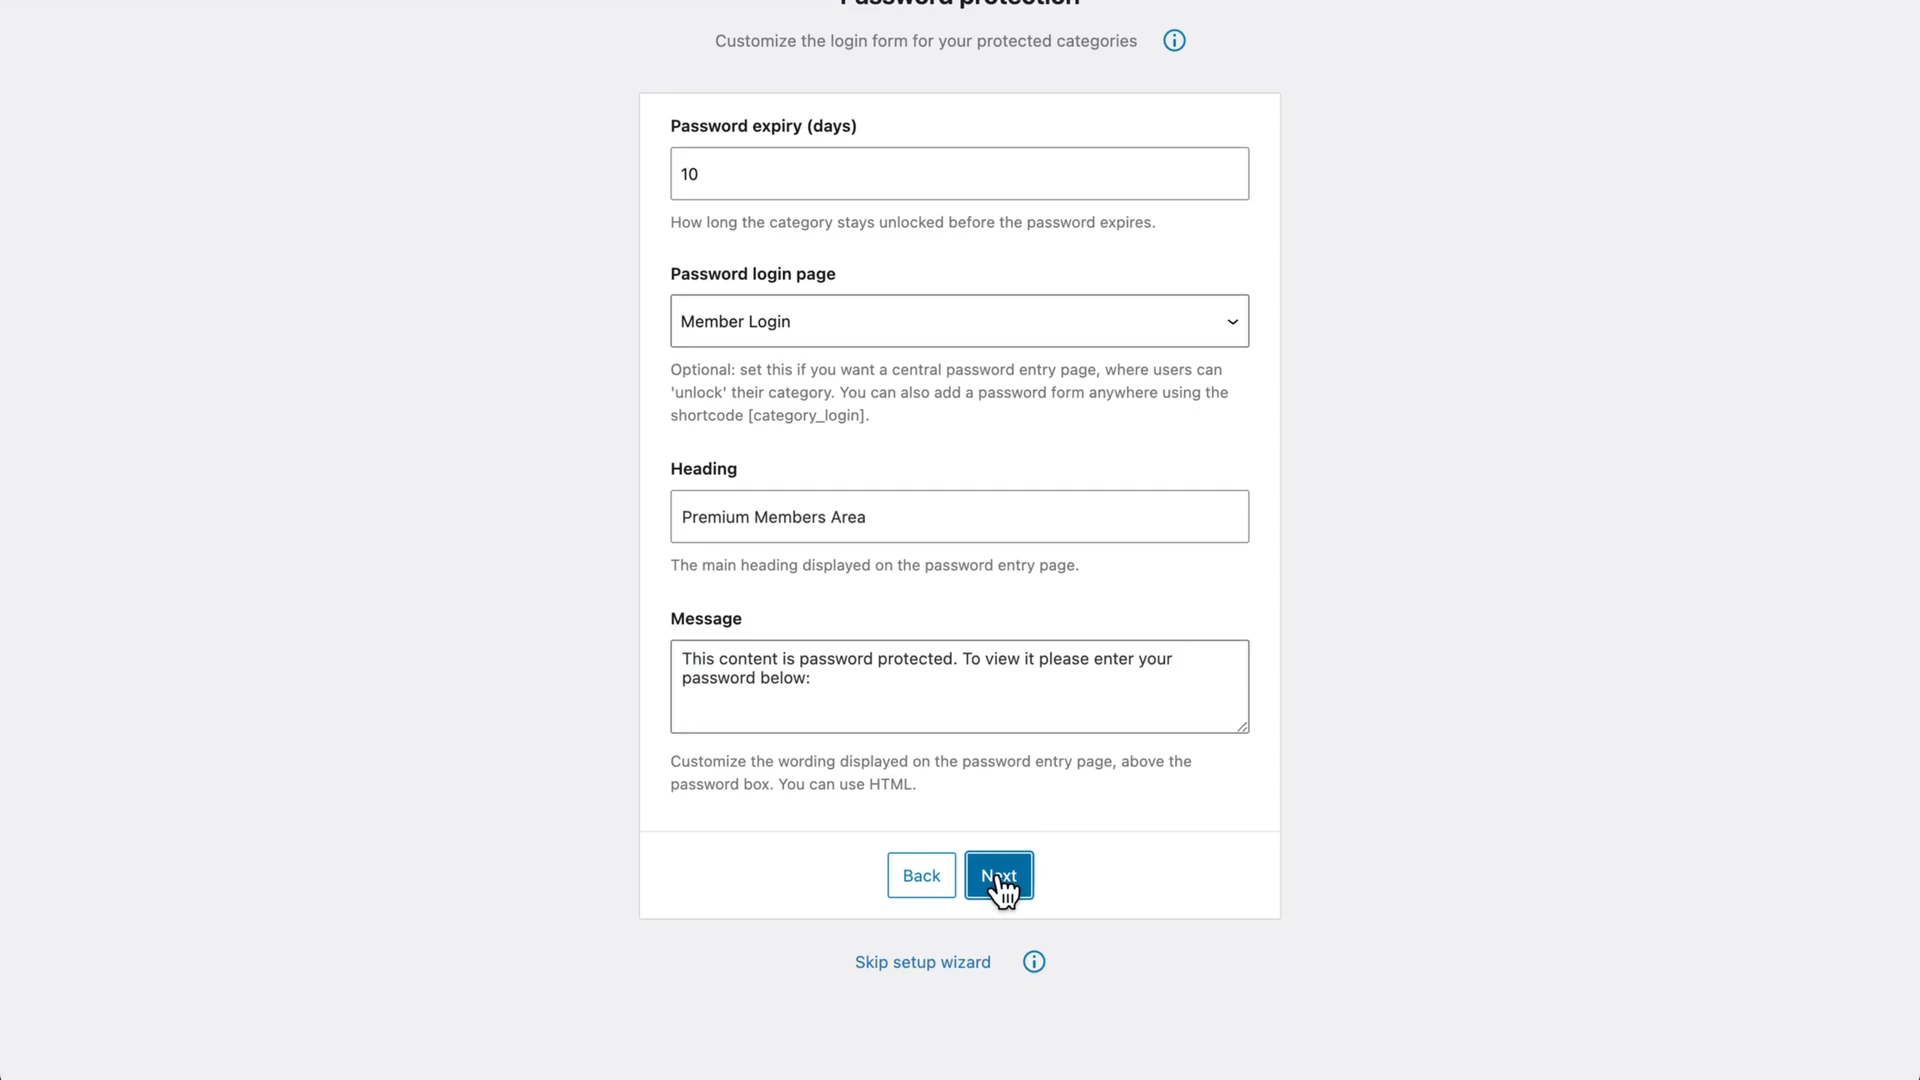 Password protection
Customize the login form for your protected categories
Password expiry (days)
10
How long the category stays unlocked before the password expires.
Password login page
Member Login
Optional: set this if you want a central password entry page, where users can
'unlock' their category. You can also add a password form anywhere using the
shortcode [category_login].
Heading
Premium Members Area
The main heading displayed on the password entry page.
Message
This content is password protected. To view it please enter your
password below:
Customize the wording displayed on the password entry page, above the
password box. You can use HTML.
Back
Next
Skip setup wizard